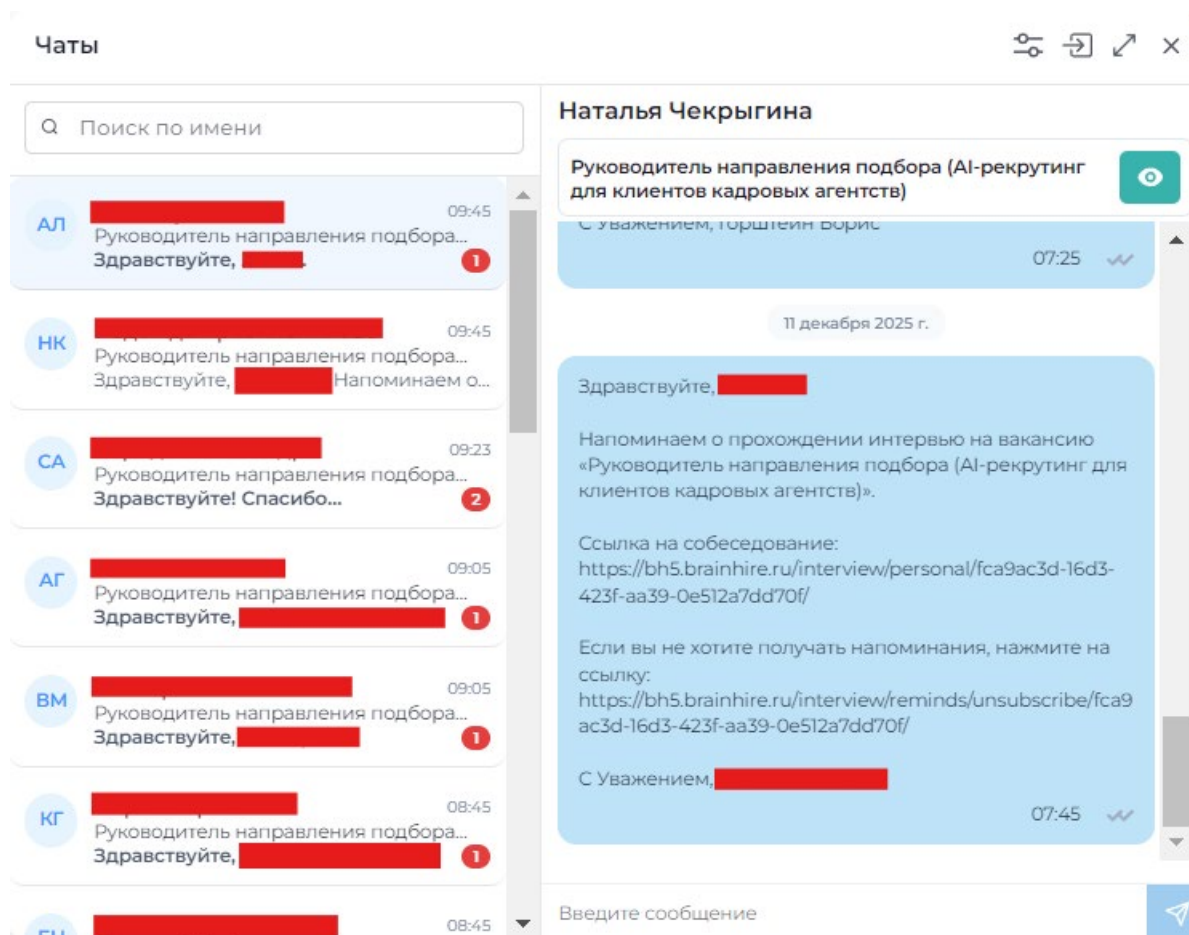 Чаты
Поиск по имени
АЛ
09:45
Руководитель направления подбора...
Здравствуйте,
1
НК
09:45
Руководитель направления подбора...
Здравствуйте, Напоминаем о...
СА
09:23
Руководитель направления подбора...
Здравствуйте! Спасибо...
2
АГ
09:05
Руководитель направления подбора...
Здравствуйте,
1
ВМ
09:05
Руководитель направления подбора...
Здравствуйте,
1
КГ
08:45
Руководитель направления подбора...
Здравствуйте,
1
08:45
Наталья Чекрыгина
Руководитель направления подбора (AI-рекрутинг
для клиентов кадровых агентств)
С Уважением, Горштейн Борис
07:25
11 декабря 2025 г.
Здравствуйте,
Напоминаем о прохождении интервью на вакансию
«Руководитель направления подбора (AI-рекрутинг для
клиентов кадровых агентств)».
Ссылка на собеседование:
https://bh5.brainhire.ru/interview/personal/fca9ac3d-16d3-
423f-aa39-0e512a7dd70f/
Если вы не хотите получать напоминания, нажмите на
ссылку:
https://bh5.brainhire.ru/interview/reminds/unsubscribe/fca9
ac3d-16d3-423f-aa39-0e512a7dd70f/
С Уважением,
07:45
Введите сообщение